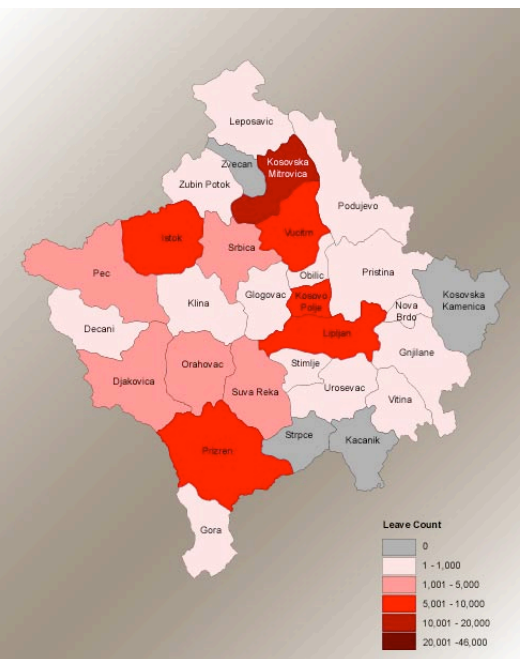 Leposavic
Zvecan
Kosovska
Mitrovica
Zubin Potok
Podujevo
Istok
Srbica
Vucitrn
Pec
Obilic
Pristina
Klina
Glogovac
Kosovo
Polje
Nova
Brdo
Kosovska
Kamenica
Decani
Lipljan
Gnjilane
Djakovica
Orahovac
Stimlje
Suva Reka
Urosevac
Vitina
Prizren
Strpce
Kacanik
Gora
Leave Count
0
1 - 1,000
1,001 - 5,000
5,001 - 10,000
10,001 - 20,000
20,001 -46,000